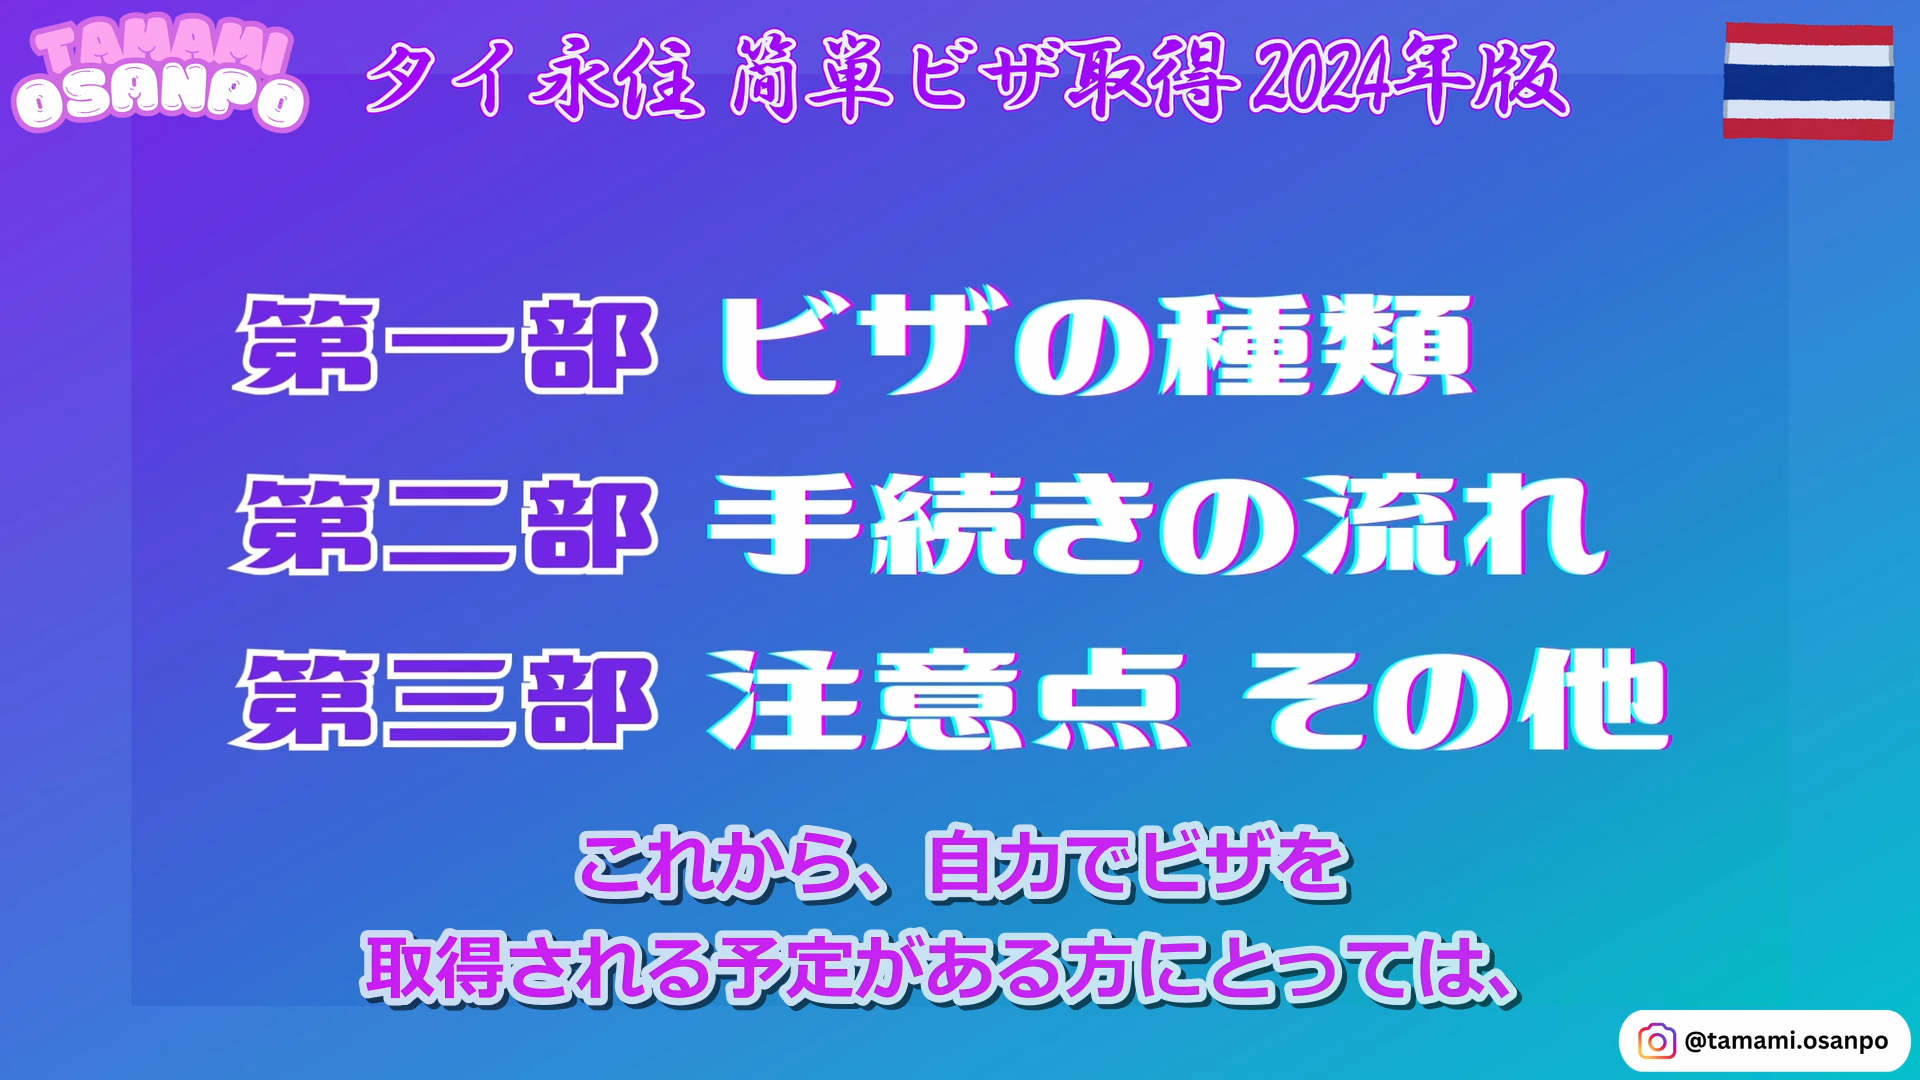 TAMAMI
OSANPO
タイ永住 簡単ビザ取得 2024年版
第一部 ビザの種類
第二部 手続きの流れ
第三部 注意点 その他
これから、自力でビザを
取得される予定がある方にとっては、
@tamami.osanpo